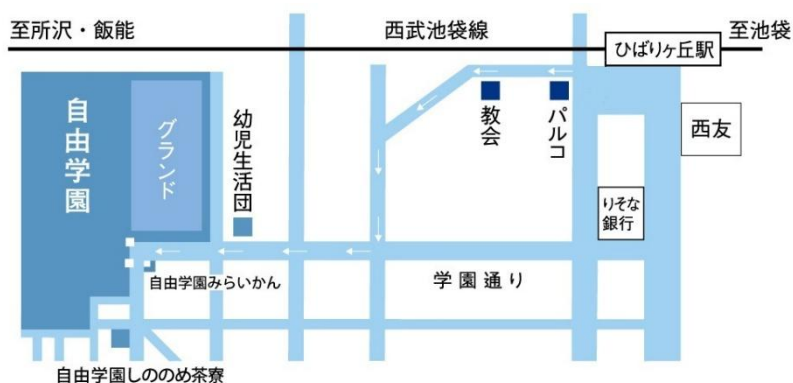 至所沢・飯能
西武池袋線
ひばりヶ丘駅
至池袋
自由学園
グランド
幼児生活団
教会
パルコ
西友
りそな
銀行
自由学園みらいかん
学園通り
自由学園しののめ茶寮